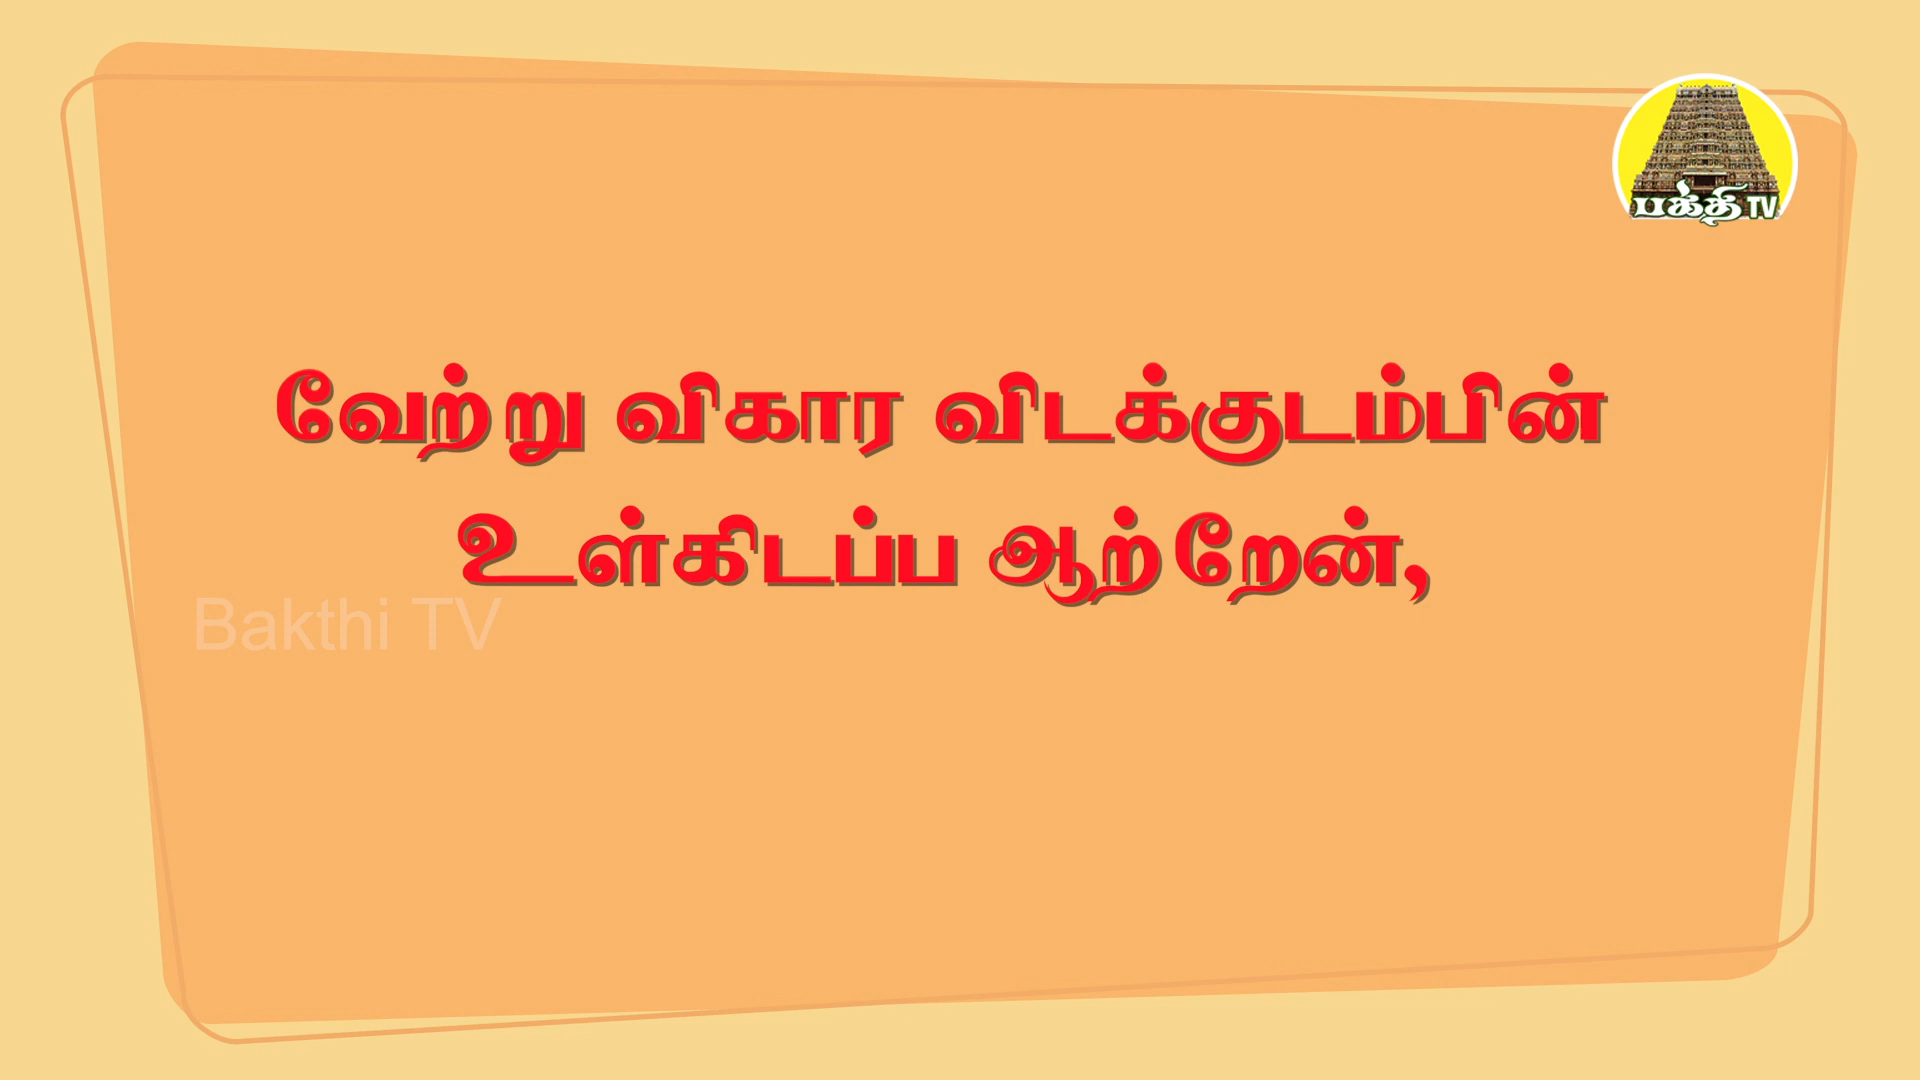 பக்தி TV
வேற்று விகார விடக்குடம்பின்
உள்கிடப்ப ஆற்றேன்,
Bakthi TV